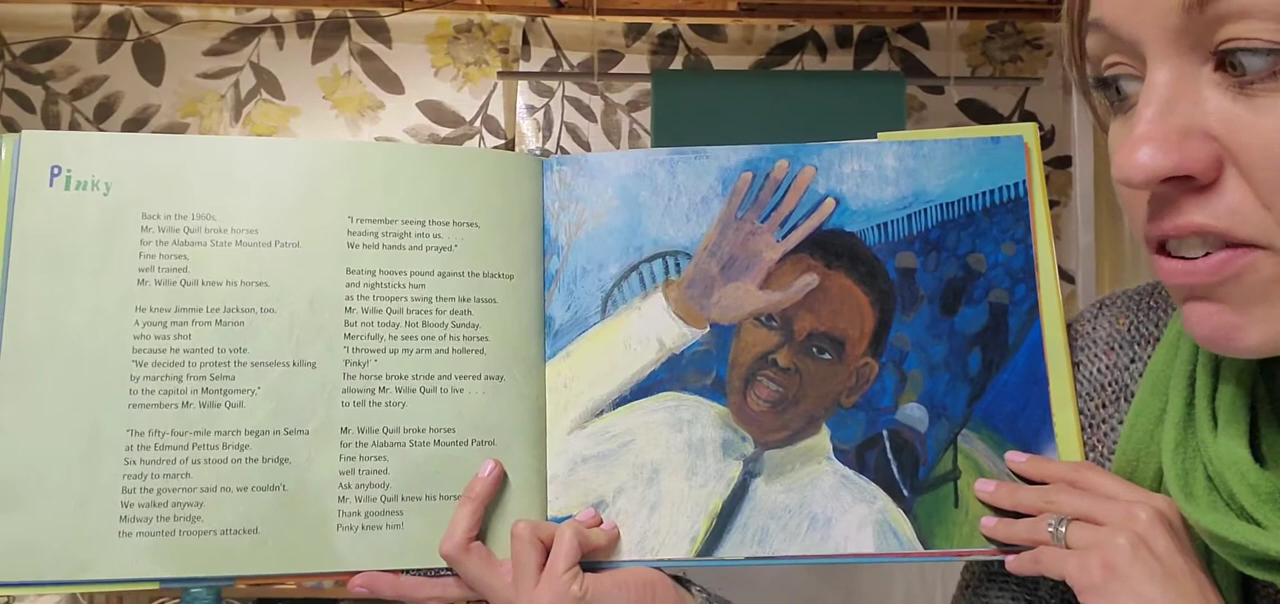 Pinky
Back in the 1960s,
Mr. Willie Quill broke horses
for the Alabama State Mounted Patrol.
Fine horses,
well trained.
Mr. Willie Quill knew his horses.
He knew Jimmie Lee Jackson, too.
A young man from Marion
who was shot
because he wanted to vote.
"We decided to protest the senseless killing
by marching from Selma
to the capitol in Montgomery,"
remembers Mr. Willie Quill.
"The fifty-four-mile march began in Selma
at the Edmund Pettus Bridge.
Six hundred of us stood on the bridge,
ready to march.
But the governor said no, we couldn't.
We walked anyway.
Midway the bridge,
the mounted troopers attacked.
"I remember seeing those horses,
heading straight into us. . . .
We held hands and prayed."
Beating hooves pound against the blacktop
and nightsticks hum
as the troopers swing them like lassos.
Mr. Willie Quill braces for death.
But not today. Not Bloody Sunday.
Mercifully, he sees one of his horses.
"I throwed up my arm and hollered,
'Pinky!' "
The horse broke stride and veered away,
allowing Mr. Willie Quill to live . . .
to tell the story.
Mr. Willie Quill broke horses
for the Alabama State Mounted Patrol.
Fine horses,
well trained.
Ask anybody.
Mr. Willie Quill knew his horse
Thank goodness
Pinky knew him!